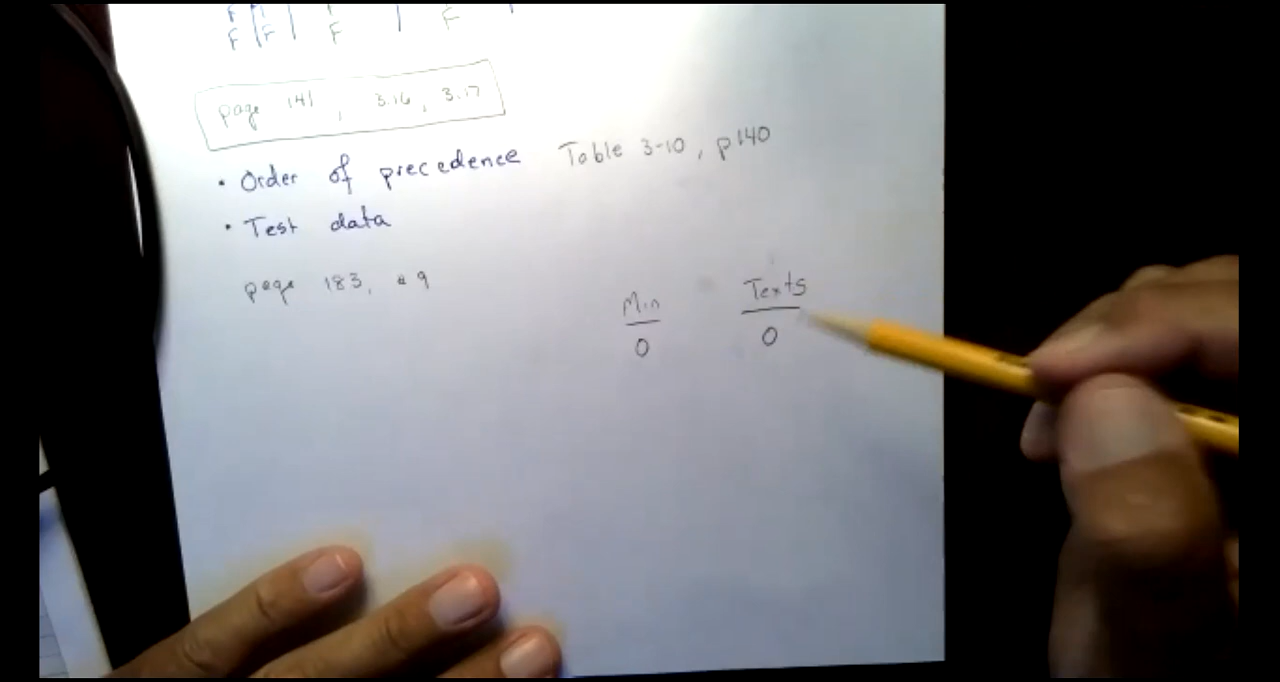 F F F F
page 141, 3.16, 3.17
• Order of precedence Table 3-10, p140
• Test data
page 183, # 9
Min Texts
0 0